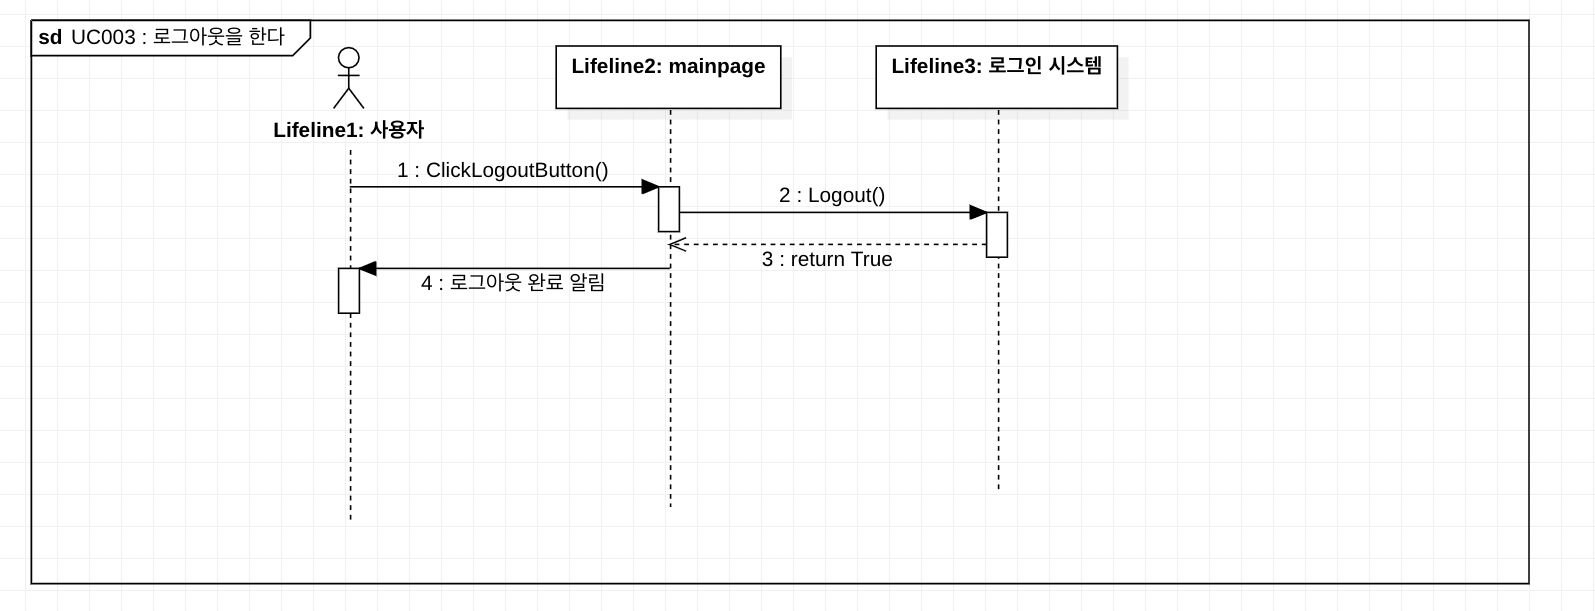 sd UC003 : 로그아웃을 한다
Lifeline1: 사용자
Lifeline2: mainpage
Lifeline3: 로그인 시스템
1 : ClickLogoutButton()
2 : Logout()
3 : return True
4 : 로그아웃 완료 알림